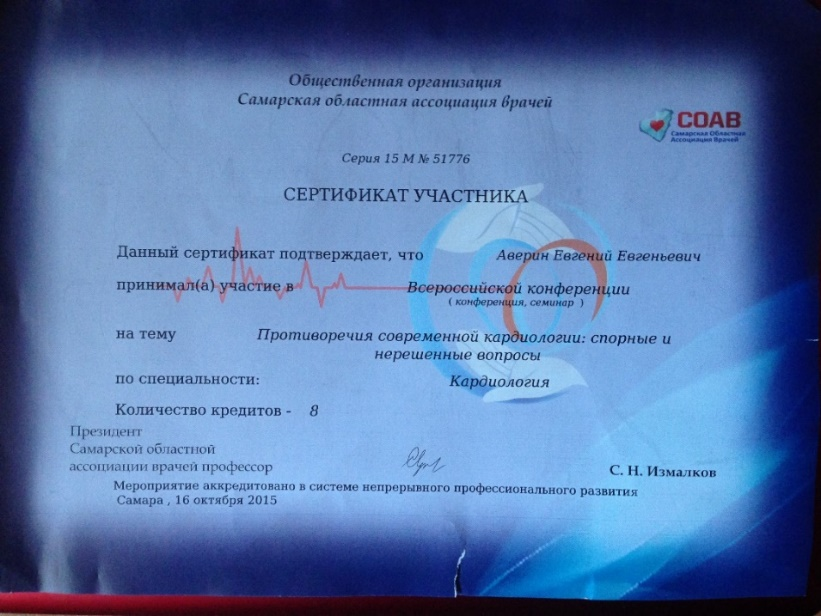 Общественная организация
Самарская областная ассоциация врачей
СОАВ
Самарская Областная
Ассоциация Врачей
Серия 15 М № 51776
СЕРТИФИКАТ УЧАСТНИКА
Данный сертификат подтверждает, что Аверин Евгений Евгеньевич
принимал(а) участие в Всероссийской конференции
( конференция, семинар )
на тему Противоречия современной кардиологии: спорные и
нерешенные вопросы
по специальности: Кардиология
Количество кредитов - 8
Президент
Самарской областной
ассоциации врачей профессор С. Н. Измалков
Мероприятие аккредитовано в системе непрерывного профессионального развития
Самара , 16 октября 2015